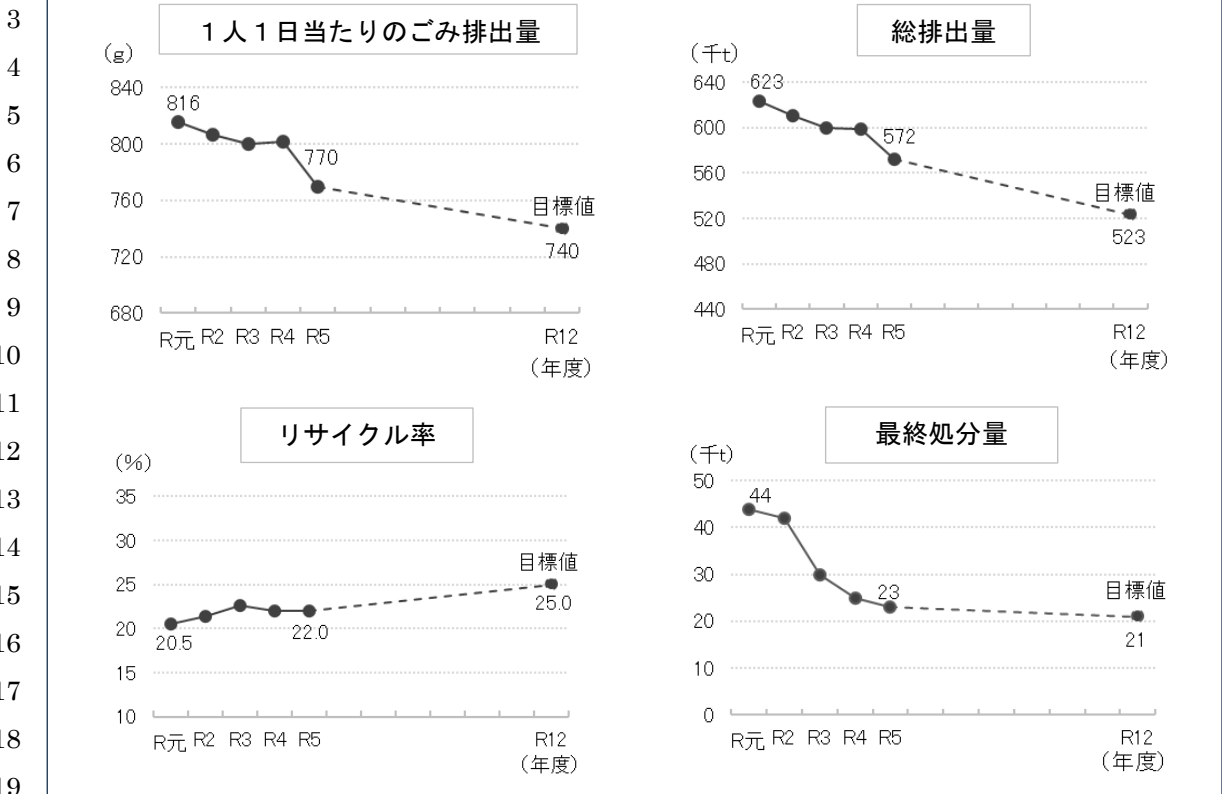 3
4
5
6
7
8
9
10
11
12
13
14
15
16
17
18
19
１人１日当たりのごみ排出量
(g)
840
800
760
720
680
816
770
目標値
740
R元 R2 R3 R4 R5 R12
(年度)
総排出量
(千t)
640
600
560
520
480
440
623
572
目標値
523
R元 R2 R3 R4 R5 R12
(年度)
リサイクル率
(%)
35
30
25
20
15
10
20.5
22.0
目標値
25.0
R元 R2 R3 R4 R5 R12
(年度)
最終処分量
(千t)
50
40
30
20
10
0
44
23
目標値
21
R元 R2 R3 R4 R5 R12
(年度)